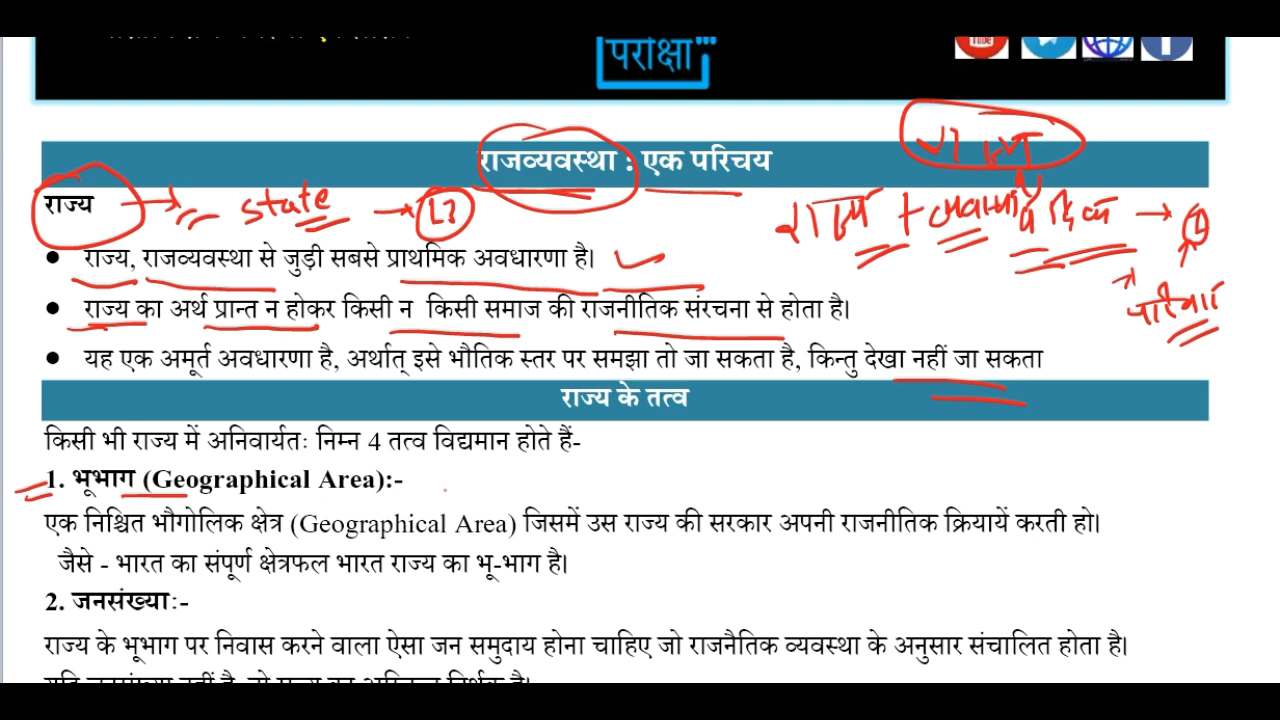 परीक्षा
राजव्यवस्था : एक परिचय
राज्य
state
राज्य, राजव्यवस्था से जुड़ी सबसे प्राथमिक अवधारणा है।
राज्य का अर्थ प्रान्त न होकर किसी न किसी समाज की राजनीतिक संरचना से होता है।
यह एक अमूर्त अवधारणा है, अर्थात् इसे भौतिक स्तर पर समझा तो जा सकता है, किन्तु देखा नहीं जा सकता
राज्य के तत्व
किसी भी राज्य में अनिवार्यतः निम्न 4 तत्व विद्यमान होते हैं-
1. भूभाग (Geographical Area):-
एक निश्चित भौगोलिक क्षेत्र (Geographical Area) जिसमें उस राज्य की सरकार अपनी राजनीतिक क्रियायें करती हो।
जैसे - भारत का संपूर्ण क्षेत्रफल भारत राज्य का भू-भाग है।
2. जनसंख्याः-
राज्य के भूभाग पर निवास करने वाला ऐसा जन समुदाय होना चाहिए जो राजनैतिक व्यवस्था के अनुसार संचालित होता है।